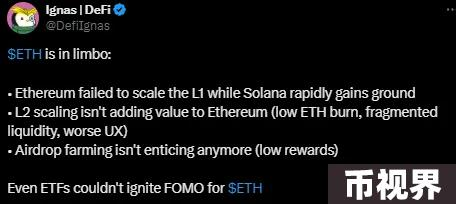 Ignas | DeFi
@DefiIgnas
$ETH is in limbo:
• Ethereum failed to scale the L1 while Solana rapidly gains ground
• L2 scaling isn't adding value to Ethereum (low ETH burn, fragmented
liquidity, worse UX)
• Airdrop farming isn't enticing anymore (low rewards)
Even ETFs couldn't ignite FOMO for $ETH
币视界